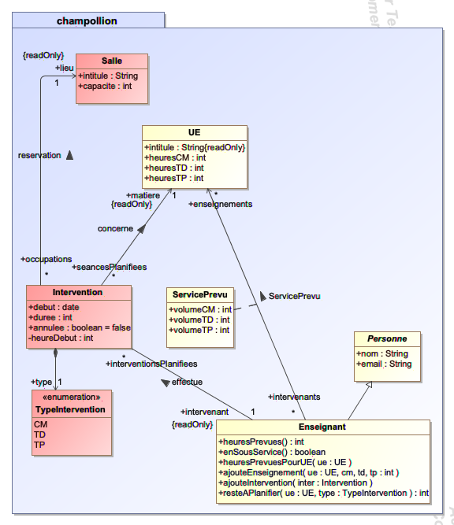 champollion
Salle
+intitule : String
+capacite : int
{readOnly}
+lieu
1
reservation
UE
+intitule : String{readOnly}
+heuresCM : int
+heuresTD : int
+heuresTP : int
+matiere
{readOnly}
1
*
+enseignements
concerne
+occupations
*
+seancesPlanifiees
*
Intervention
+debut : date
+duree : int
+annulee : boolean = false
-heureDebut : int
ServicePrevu
+volumeCM : int
+volumeTD : int
+volumeTP : int
ServicePrevu
Personne
+nom : String
+email : String
*
+interventionsPlanifiees
effectue
+type
1
«enumeration»
TypeIntervention
CM
TD
TP
+intervenants
*
+intervenant
1
{readOnly}
Enseignant
+heuresPrevues() : int
+enSousService() : boolean
+heuresPrevuesPourUE( ue : UE )
+ajouteEnseignement( ue : UE, cm, td, tp : int )
+ajouteIntervention( inter : Intervention )
+resteAPlanifier( ue : UE, type : TypeIntervention ) : int